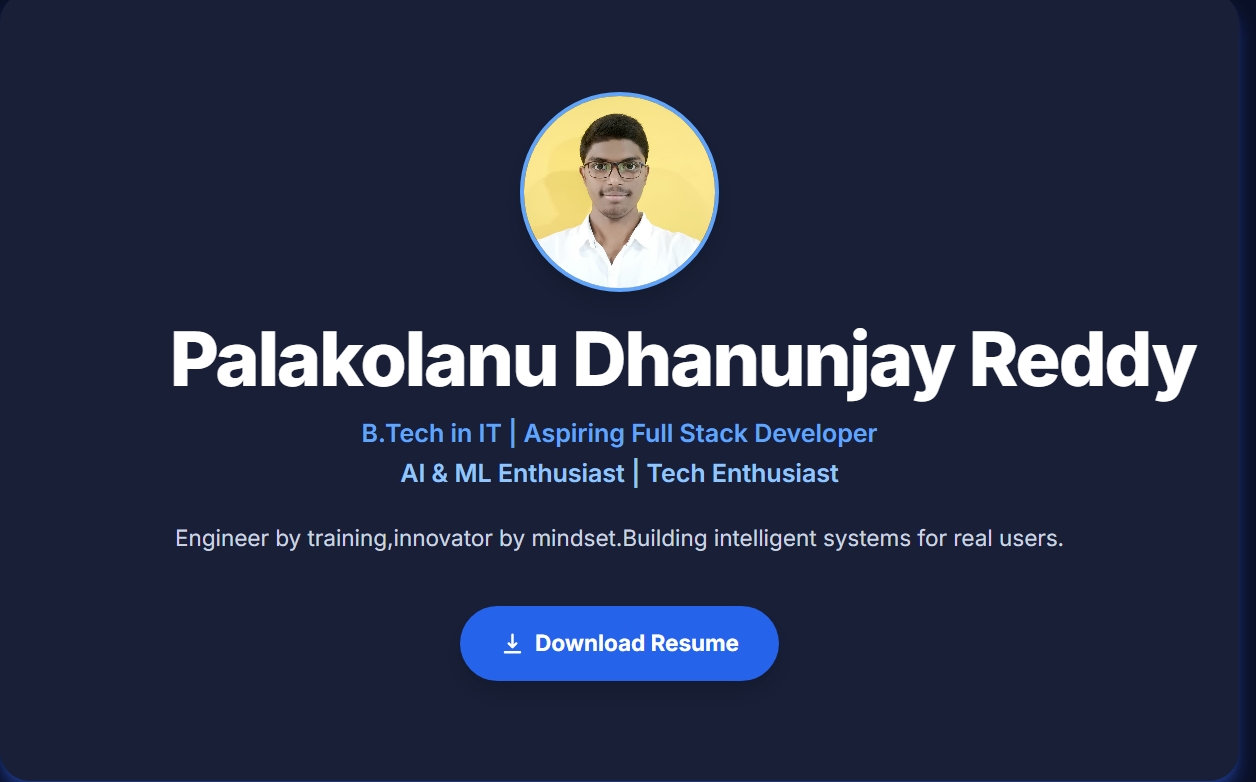 Palakolanu Dhanunjay Reddy
B.Tech in IT | Aspiring Full Stack Developer
AI & ML Enthusiast | Tech Enthusiast
Engineer by training,innovator by mindset.Building intelligent systems for real users.
Download Resume